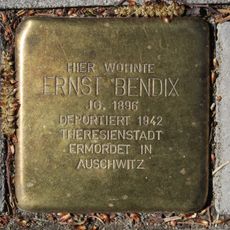 HIER WOHNTE
ERNST BENDIX
JG. 1896
DEPORTIERT 1942
THERESIENSTADT
ERMORDET IN
AUSCHWITZ